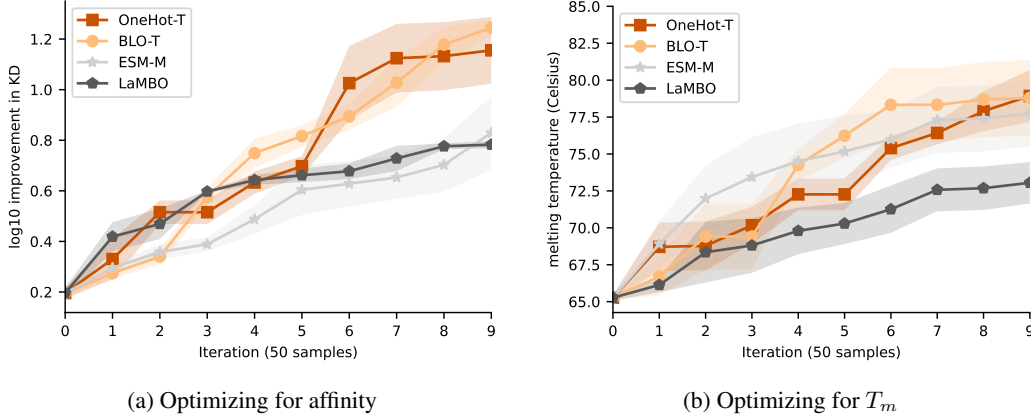 OneHot-T
BLO-T
ESM-M
LaMBO
log10 improvement in KD
1.2
1.0
0.8
0.6
0.4
0.2
0 1 2 3 4 5 6 7 8 9
Iteration (50 samples)
(a) Optimizing for affinity
OneHot-T
BLO-T
ESM-M
LaMBO
melting temperature (Celsius)
85.0
82.5
80.0
77.5
75.0
72.5
70.0
67.5
65.0
0 1 2 3 4 5 6 7 8 9
Iteration (50 samples)
(b) Optimizing for T_m